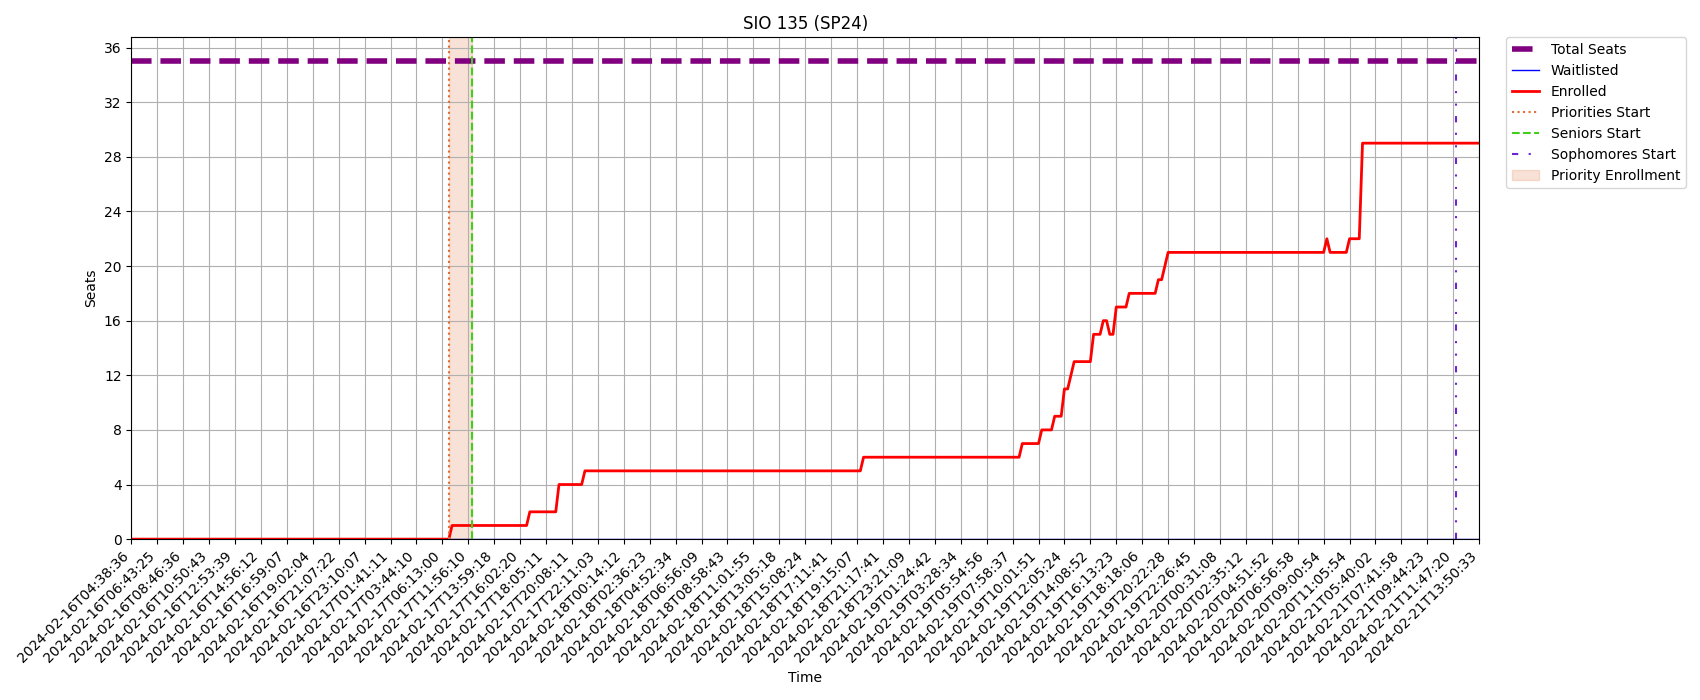 SIO 135 (SP24)
Total Seats
Waitlisted
Enrolled
Priorities Start
Seniors Start
Sophomores Start
Priority Enrollment
Seats
36
32
28
24
20
16
12
8
4
0
2024-02-16T04:38:36
2024-02-16T06:43:25
2024-02-16T08:46:36
2024-02-16T10:50:43
2024-02-16T12:53:39
2024-02-16T14:56:12
2024-02-16T16:59:07
2024-02-16T19:02:04
2024-02-16T21:07:22
2024-02-16T23:10:07
2024-02-17T01:41:11
2024-02-17T03:44:10
2024-02-17T06:13:00
2024-02-17T11:56:10
2024-02-17T13:59:18
2024-02-17T16:02:20
2024-02-17T18:05:11
2024-02-17T20:08:11
2024-02-17T22:11:03
2024-02-18T00:14:12
2024-02-18T02:36:23
2024-02-18T04:52:34
2024-02-18T06:56:09
2024-02-18T08:58:43
2024-02-18T11:01:55
2024-02-18T13:05:18
2024-02-18T15:08:24
2024-02-18T17:11:41
2024-02-18T19:15:07
2024-02-18T21:17:41
2024-02-18T23:21:09
2024-02-19T01:24:42
2024-02-19T03:28:34
2024-02-19T05:54:56
2024-02-19T07:58:37
2024-02-19T10:01:51
2024-02-19T12:05:24
2024-02-19T14:08:52
2024-02-19T16:13:23
2024-02-19T18:18:06
2024-02-19T20:22:28
2024-02-19T22:26:45
2024-02-20T00:31:08
2024-02-20T02:35:12
2024-02-20T04:51:52
2024-02-20T06:56:58
2024-02-20T09:00:54
2024-02-20T11:05:54
2024-02-21T05:40:02
2024-02-21T07:41:58
2024-02-21T09:44:23
2024-02-21T11:47:20
2024-02-21T13:50:33
Time